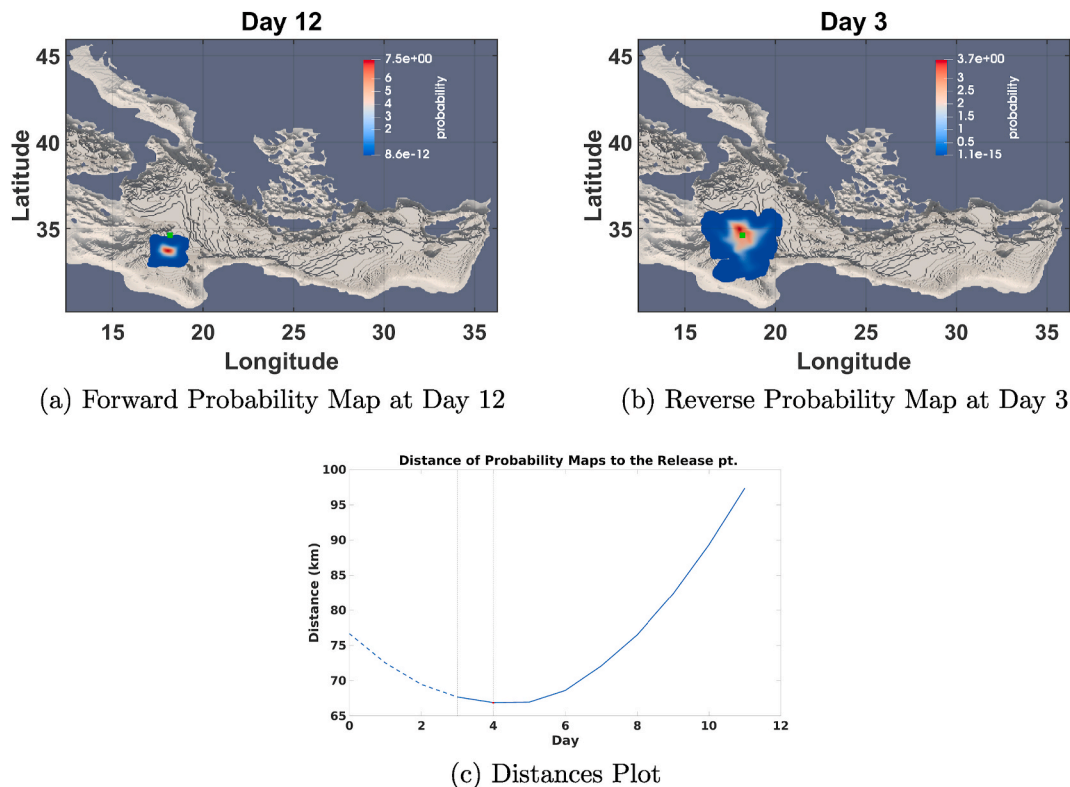 Day 12
45
40
35
Latitude
15 20 25 30 35
Longitude
7.5e+00
6
5
4
3
2
8.6e-12
probability
(a) Forward Probability Map at Day 12
Day 3
45
40
35
Latitude
15 20 25 30 35
Longitude
3.7e+00
3
2.5
2
1.5
1
0.5
1.1e-15
probability
(b) Reverse Probability Map at Day 3
Distance of Probability Maps to the Release pt.
100
95
90
85
80
75
70
65
Distance (km)
0 2 4 6 8 10 12
Day
(c) Distances Plot